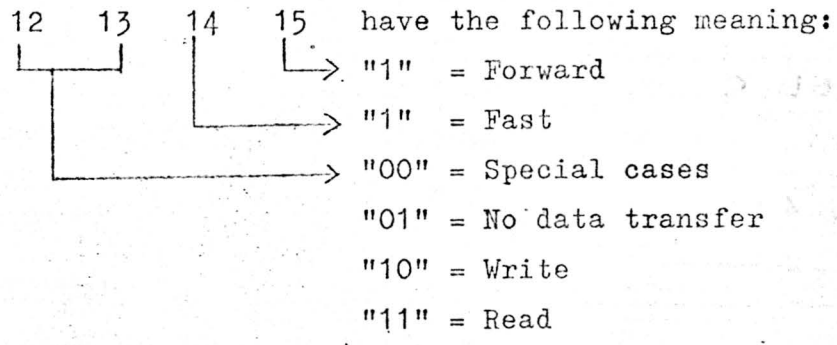 12 13 14 15 have the following meaning:
"1" = Forward
"1" = Fast
"00" = Special cases
"01" = No data transfer
"10" = Write
"11" = Read